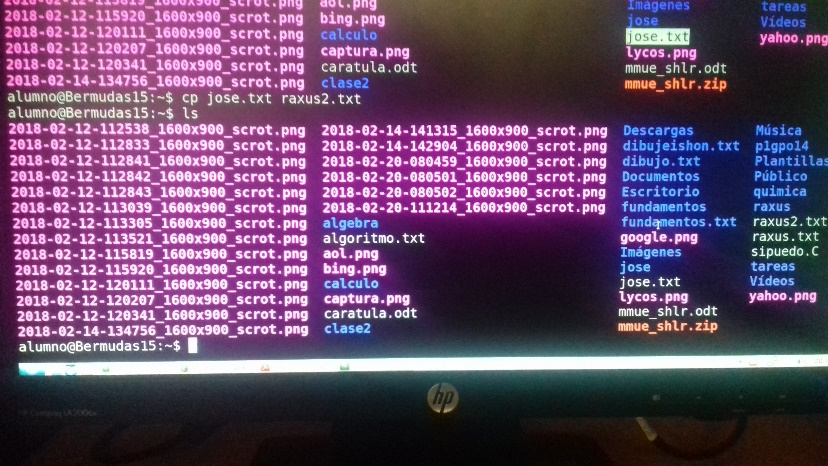 2018-02-12-115819_1600x900_scrot.png aol.png Imágenes tareas
2018-02-12-115920_1600x900_scrot.png bing.png jose Vídeos
2018-02-12-120111_1600x900_scrot.png calculo jose.txt yahoo.png
2018-02-12-120207_1600x900_scrot.png captura.png lycos.png
2018-02-12-120341_1600x900_scrot.png caratula.odt mmue_shlr.odt
2018-02-14-134756_1600x900_scrot.png clase2 mmue_shlr.zip
alumno@Bermudas15:~$ cp jose.txt raxus2.txt
alumno@Bermudas15:~$ ls
2018-02-12-112538_1600x900_scrot.png 2018-02-14-141315_1600x900_scrot.png Descargas Música
2018-02-12-112833_1600x900_scrot.png 2018-02-14-142904_1600x900_scrot.png dibujeishon.txt p1gpo14
2018-02-12-112841_1600x900_scrot.png 2018-02-20-080459_1600x900_scrot.png dibujo.txt Plantillas
2018-02-12-112842_1600x900_scrot.png 2018-02-20-080501_1600x900_scrot.png Documentos Público
2018-02-12-112843_1600x900_scrot.png 2018-02-20-080502_1600x900_scrot.png Escritorio quimica
2018-02-12-113039_1600x900_scrot.png 2018-02-20-111214_1600x900_scrot.png fundamentos raxus
2018-02-12-113305_1600x900_scrot.png algebra fundamentos.txt raxus2.txt
2018-02-12-113521_1600x900_scrot.png algoritmo.txt google.png raxus.txt
2018-02-12-115819_1600x900_scrot.png aol.png Imágenes sipuedo.C
2018-02-12-115920_1600x900_scrot.png bing.png jose tareas
2018-02-12-120111_1600x900_scrot.png calculo jose.txt Vídeos
2018-02-12-120207_1600x900_scrot.png captura.png lycos.png yahoo.png
2018-02-12-120341_1600x900_scrot.png caratula.odt mmue_shlr.odt
2018-02-14-134756_1600x900_scrot.png clase2 mmue_shlr.zip
alumno@Bermudas15:~$
hp